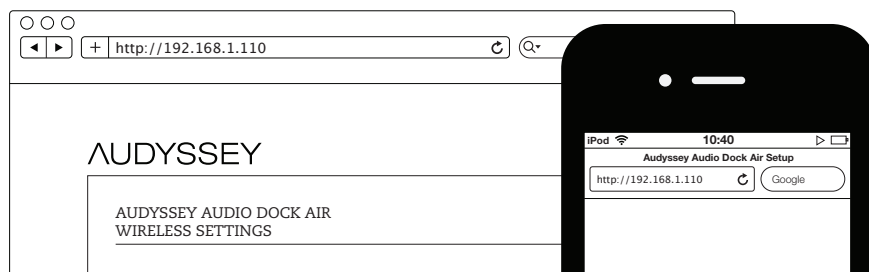 http://192.168.1.110
AUDYSSEY
AUDYSSEY AUDIO DOCK AIR
WIRELESS SETTINGS
iPod 10:40
Audyssey Audio Dock Air Setup
http://192.168.1.110 Google